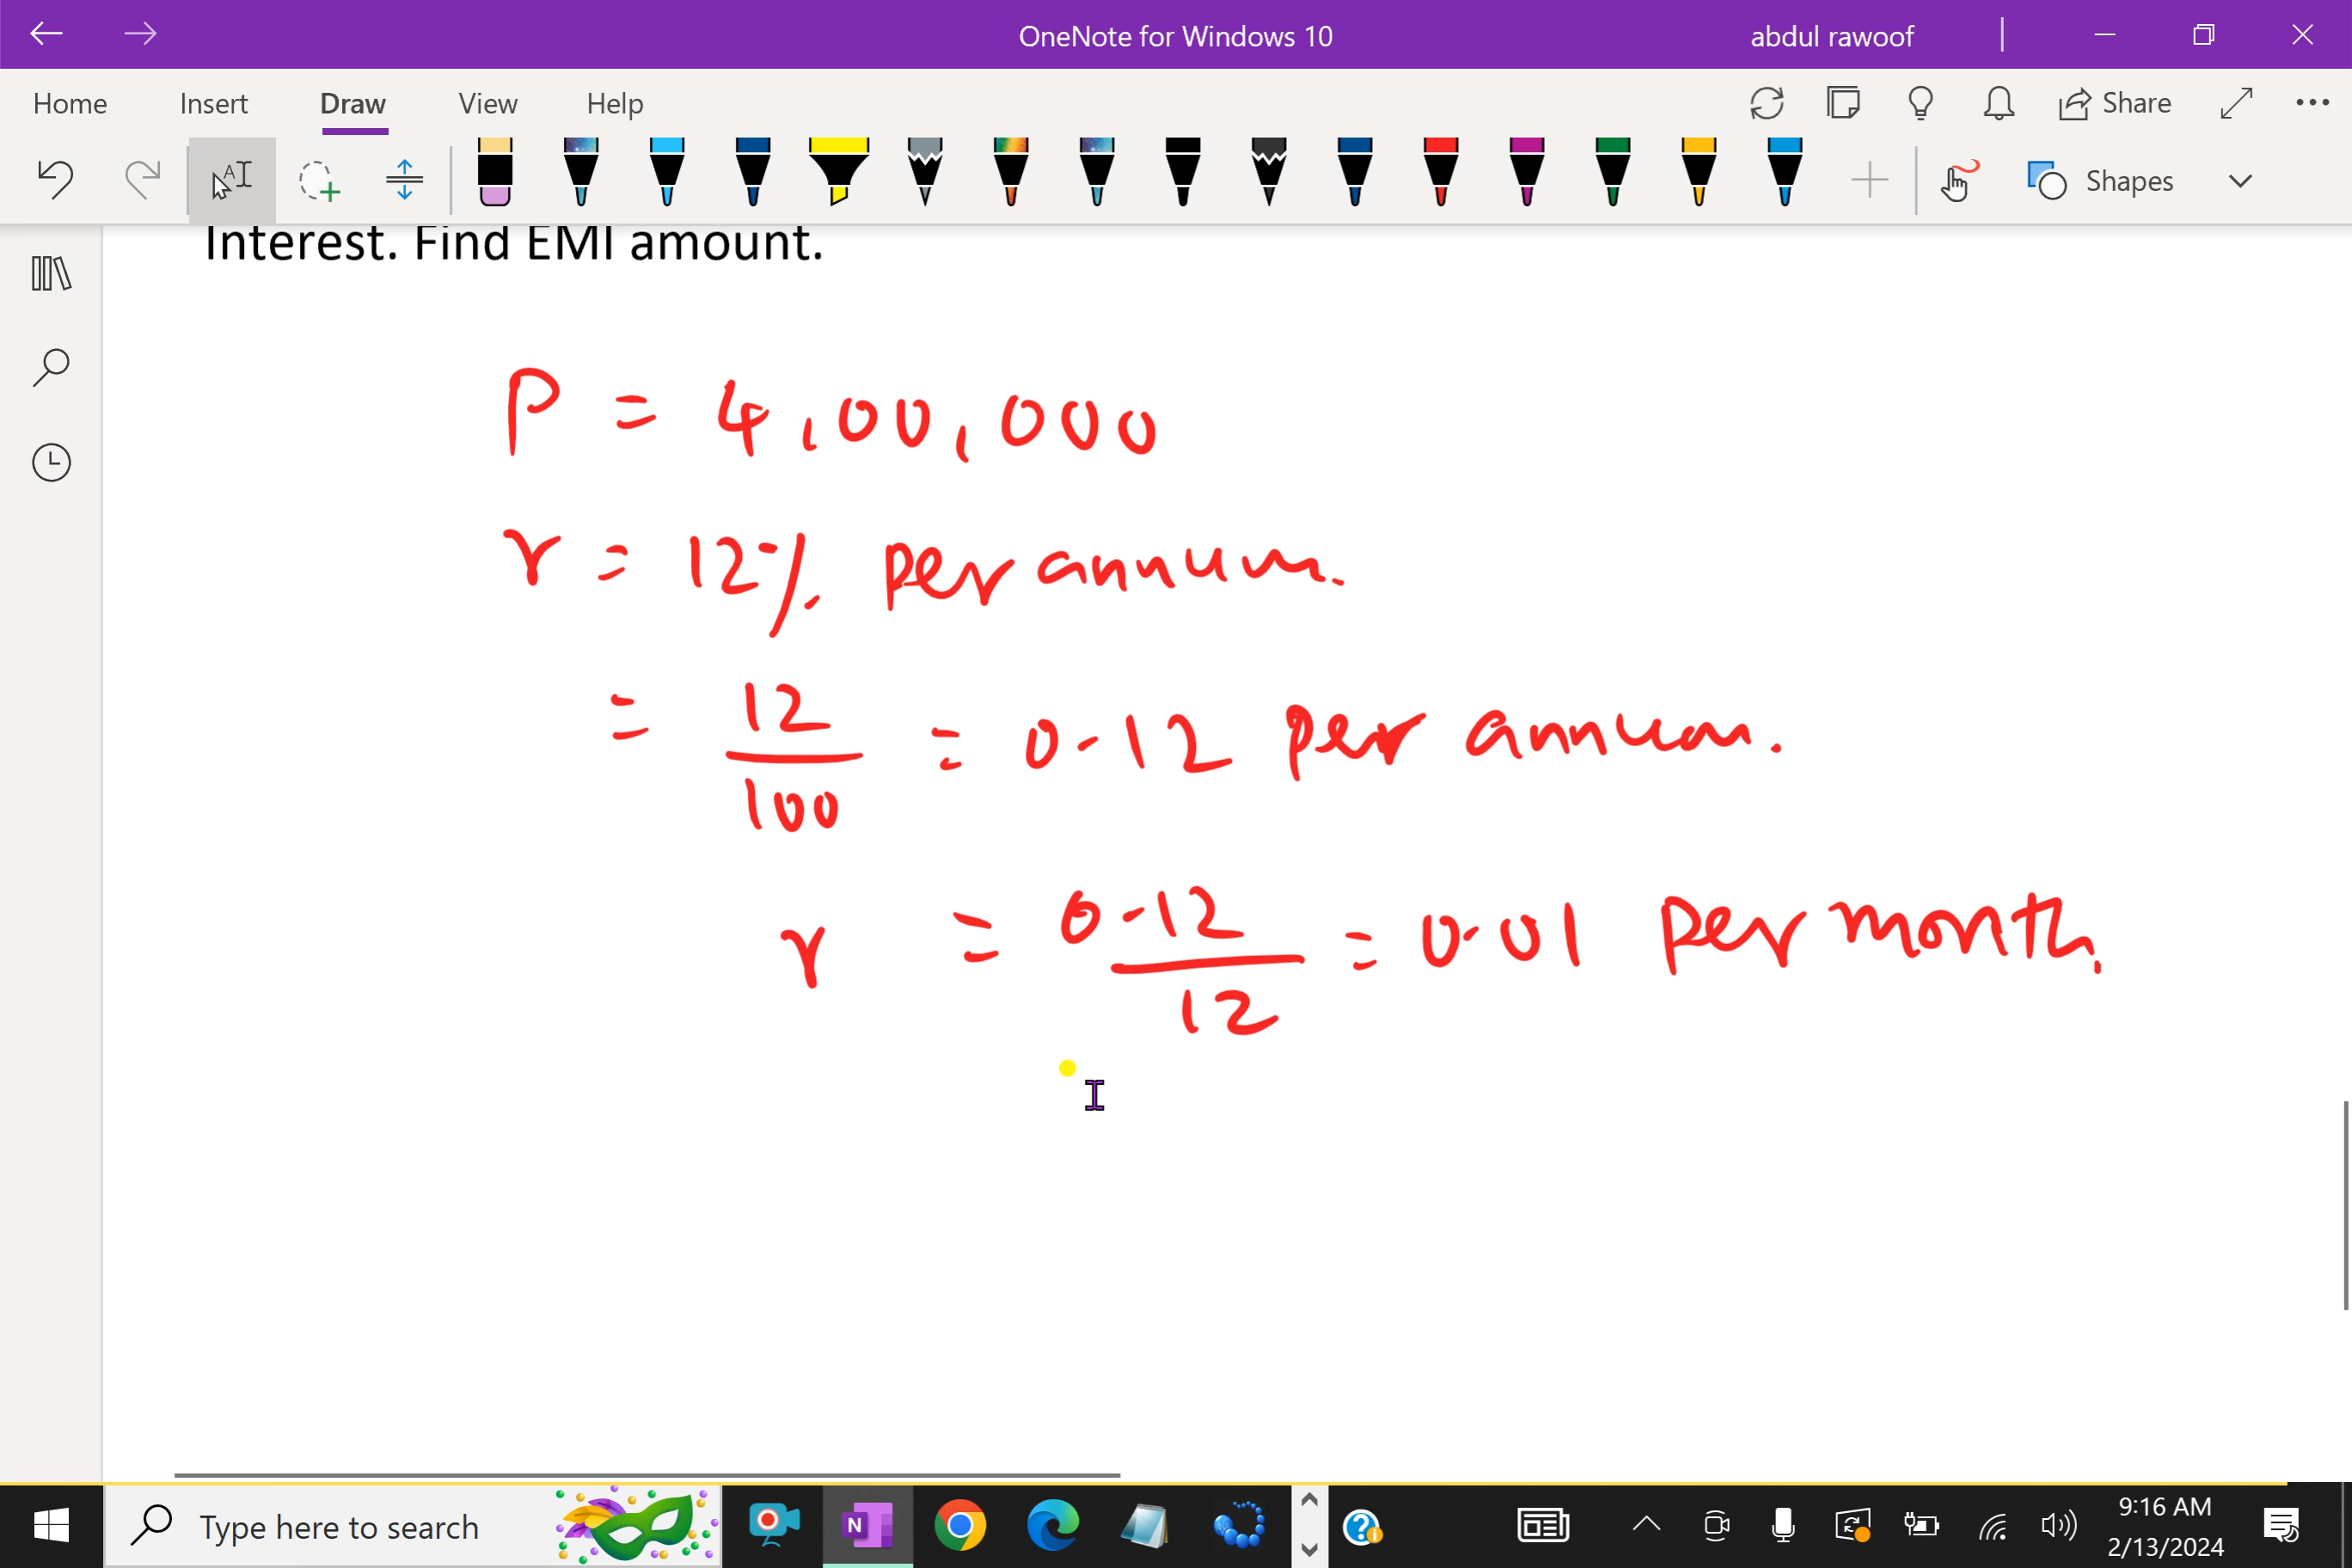 OneNote for Windows 10
abdul rawoof
Home Insert Draw View Help
Share
Shapes
Interest. Find EMI amount.
P = 4,00,000
r = 12% per annum.
= 12/100 = 0.12 per annum.
r = 0.12/12 = 0.01 per month.
Type here to search
9:16 AM
2/13/2024